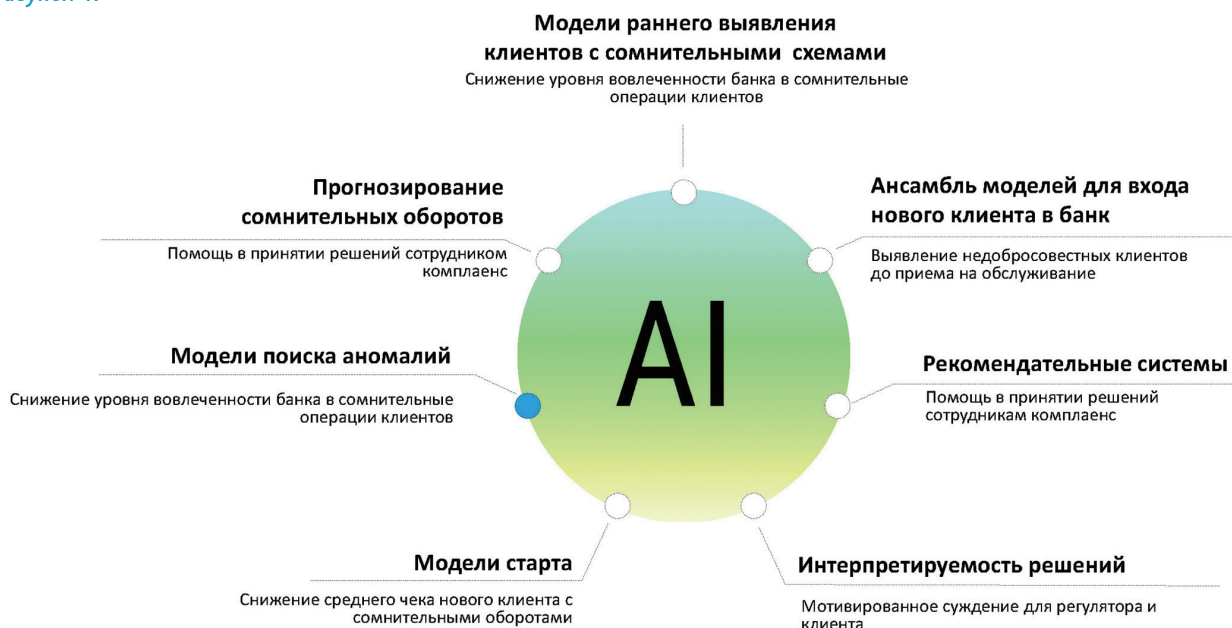 Модели раннего выявления
клиентов с сомнительными схемами
Снижение уровня вовлеченности банка в сомнительные
операции клиентов
Прогнозирование
сомнительных оборотов
Помощь в принятии решений сотрудником
комплаенс
Ансамбль моделей для входа
нового клиента в банк
Выявление недобросовестных клиентов
до приема на обслуживание
AI
Модели поиска аномалий
Снижение уровня вовлеченности банка в сомнительные
операции клиентов
Рекомендательные системы
Помощь в принятии решений
сотрудникам комплаенс
Модели старта
Снижение среднего чека нового клиента с
сомнительными оборотами
Интерпретируемость решений
Мотивированное суждение для регулятора и
клиента